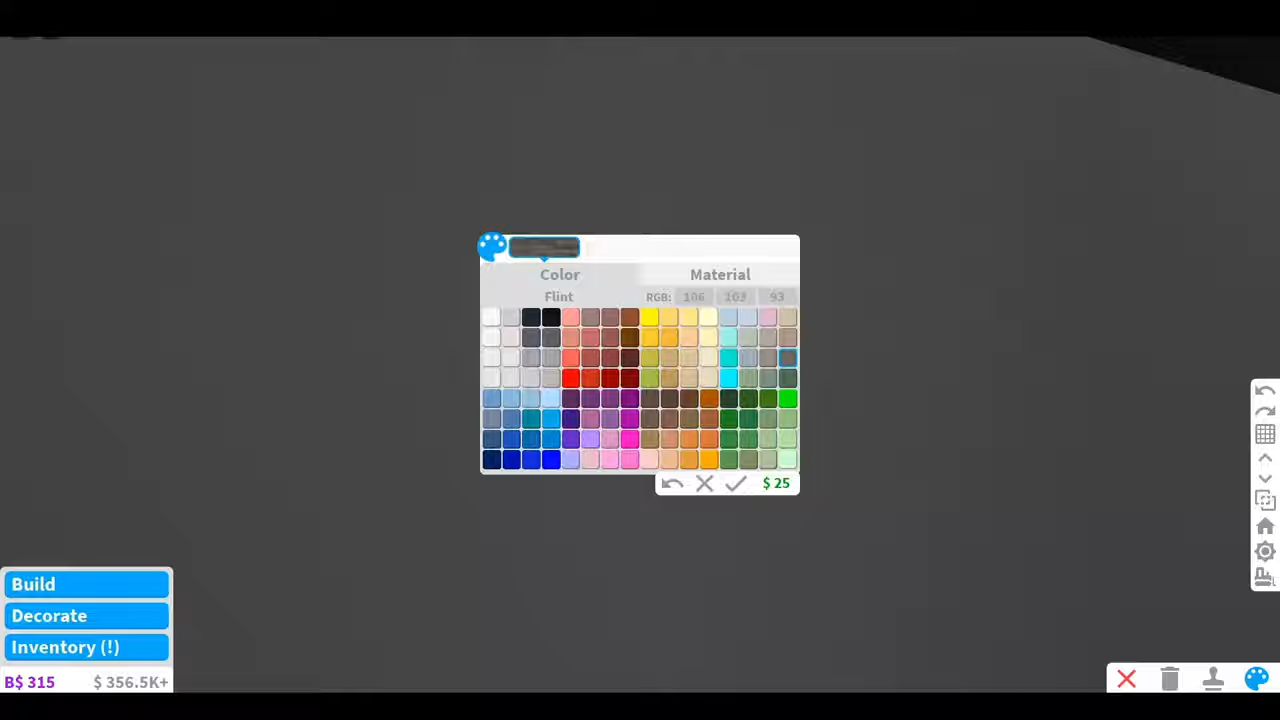 Color
Material
Flint
RGB: 106 103 93
$ 25
Build
Decorate
Inventory (!)
B$ 315
$ 356.5K+